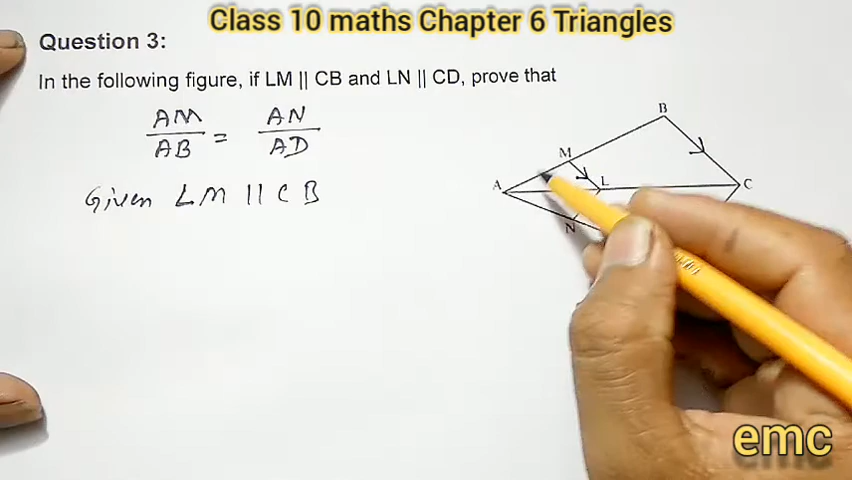 Class 10 maths Chapter 6 Triangles
Question 3:
In the following figure, if LM || CB and LN || CD, prove that
AM/AB = AN/AD
Given LM || CB
B
M
A
L
C
N
emc